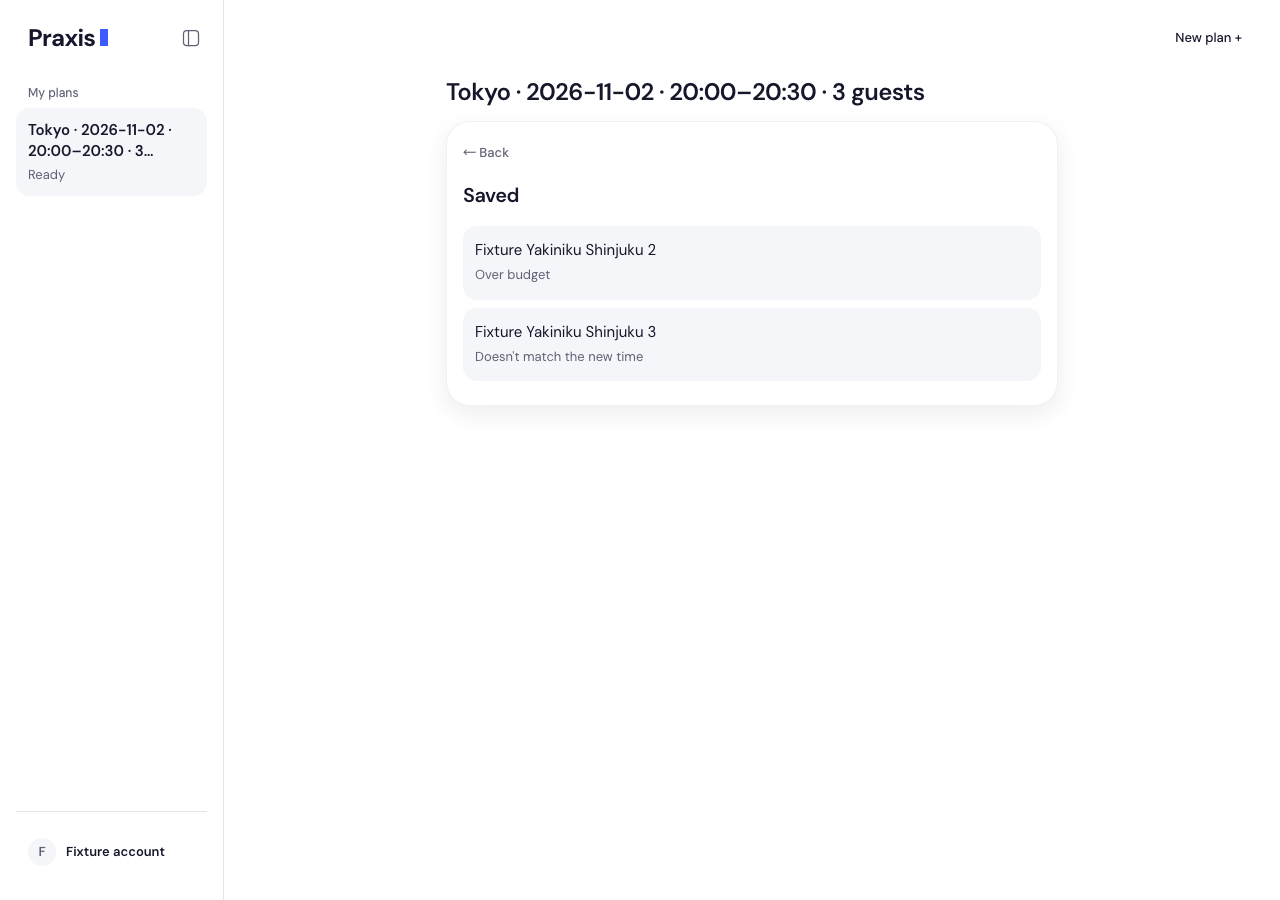 Praxis
New plan +
My plans
Tokyo · 2026-11-02 ·
20:00–20:30 · 3...
Ready
Tokyo · 2026-11-02 · 20:00–20:30 · 3 guests
← Back
Saved
Fixture Yakiniku Shinjuku 2
Over budget
Fixture Yakiniku Shinjuku 3
Doesn't match the new time
F
Fixture account